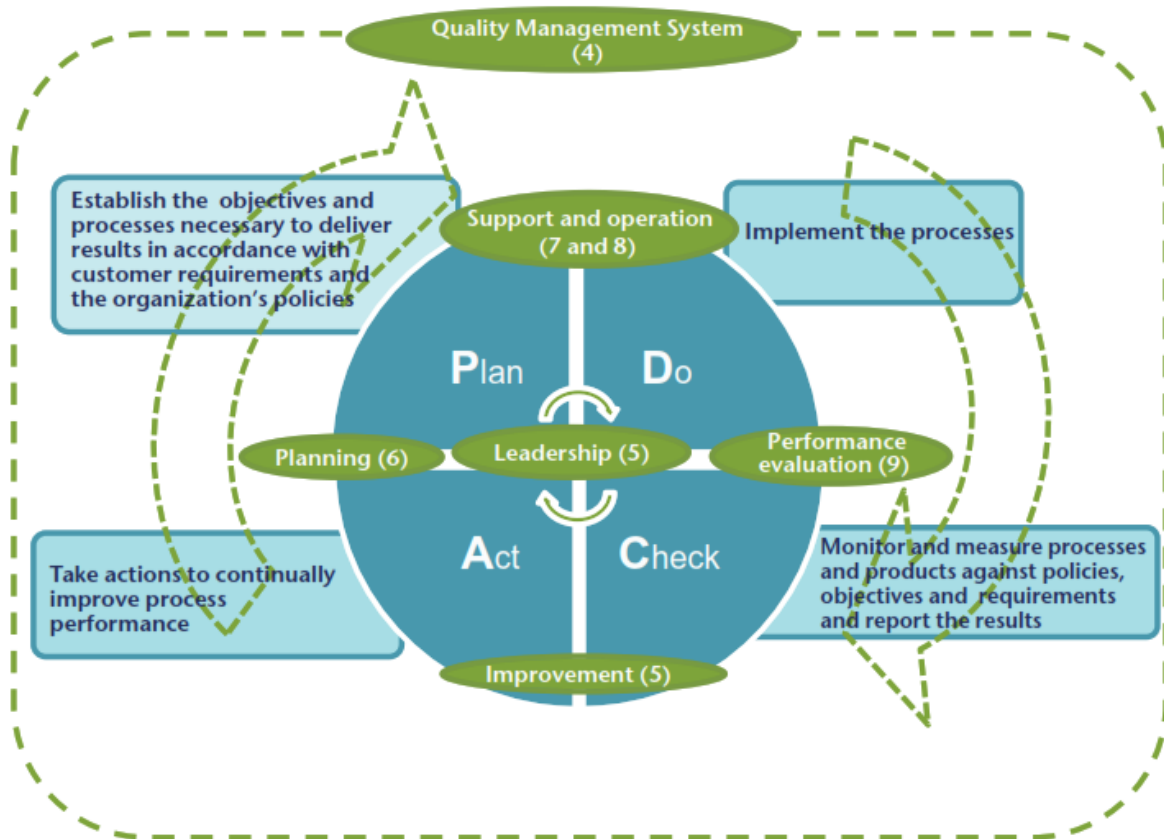 Quality Management System
(4)
Establish the objectives and
processes necessary to deliver
results in accordance with
customer requirements and
the organization's policies
Support and operation
(7 and 8)
Implement the processes
Plan
Do
Planning (6)
Leadership (5)
Performance
evaluation (9)
Act
Check
Take actions to continually
improve process
performance
Monitor and measure processes
and products against policies,
objectives and requirements
and report the results
Improvement (5)